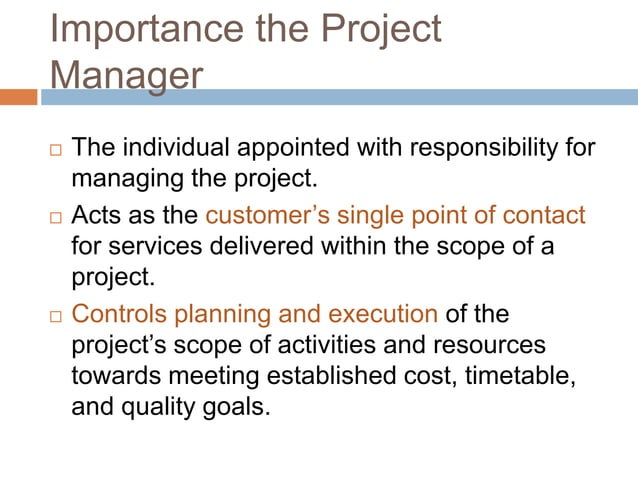 Importance the Project
Manager
The individual appointed with responsibility for
managing the project.
Acts as the customer’s single point of contact
for services delivered within the scope of a
project.
Controls planning and execution of the
project’s scope of activities and resources
towards meeting established cost, timetable,
and quality goals.